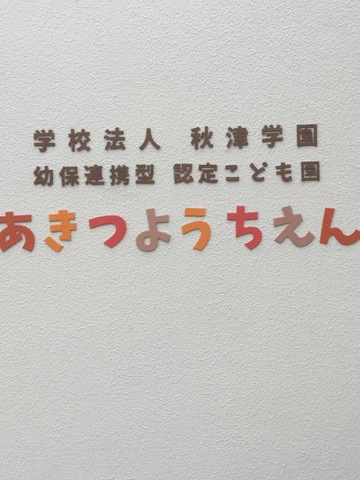 学校法人 秋津学園
幼保連携型 認定こども園
あきつようちえん